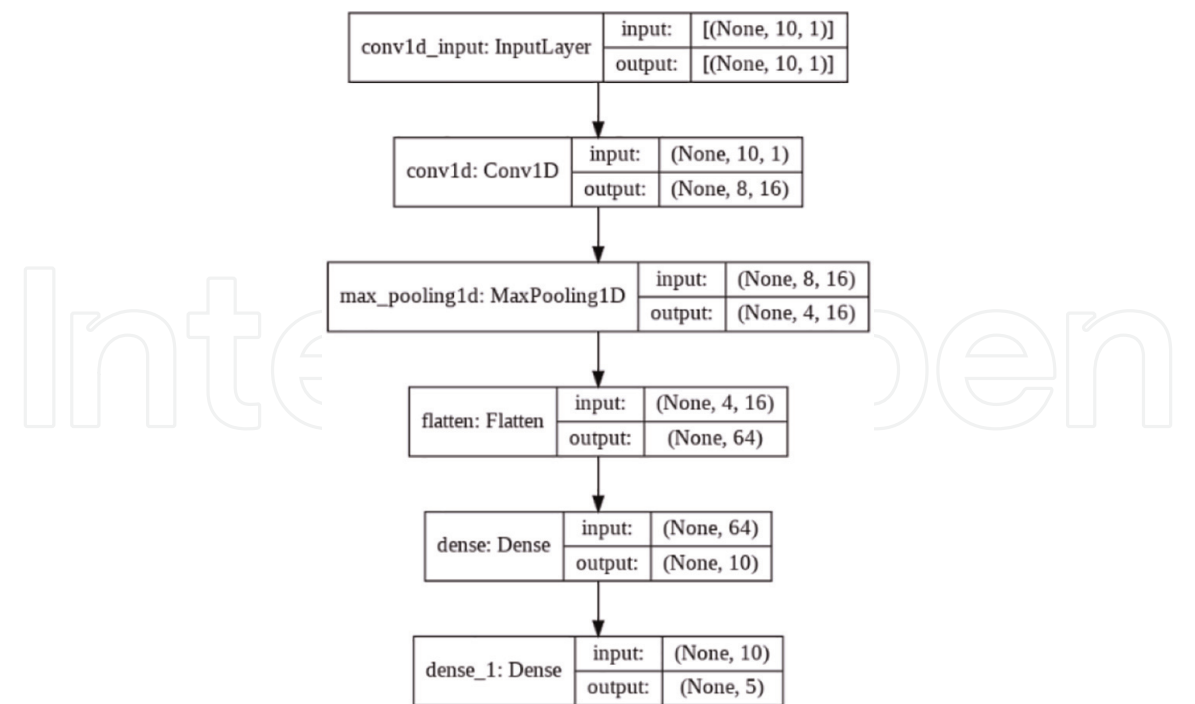 conv1d_input: InputLayer
input: [(None, 10, 1)]
output: [(None, 10, 1)]
conv1d: Conv1D
input: (None, 10, 1)
output: (None, 8, 16)
max_pooling1d: MaxPooling1D
input: (None, 8, 16)
output: (None, 4, 16)
flatten: Flatten
input: (None, 4, 16)
output: (None, 64)
dense: Dense
input: (None, 64)
output: (None, 10)
dense_1: Dense
input: (None, 10)
output: (None, 5)